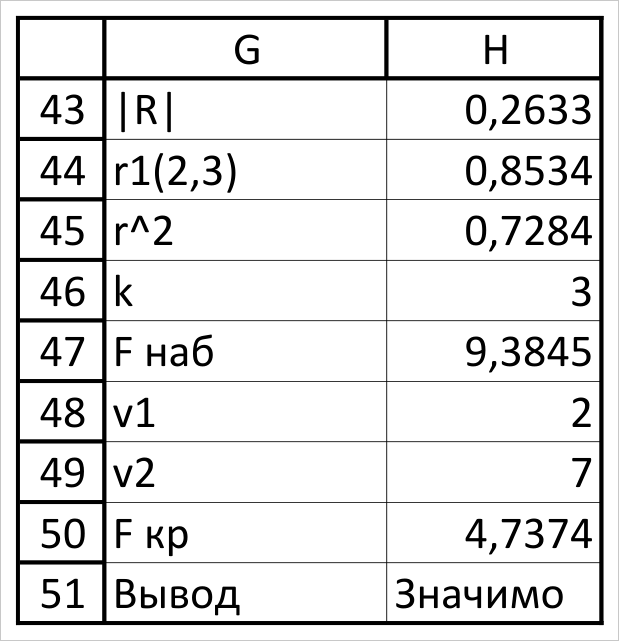 G H
43 |R| 0,2633
44 r1(2,3) 0,8534
45 r^2 0,7284
46 k 3
47 F наб 9,3845
48 v1 2
49 v2 7
50 F кр 4,7374
51 Вывод Значимо